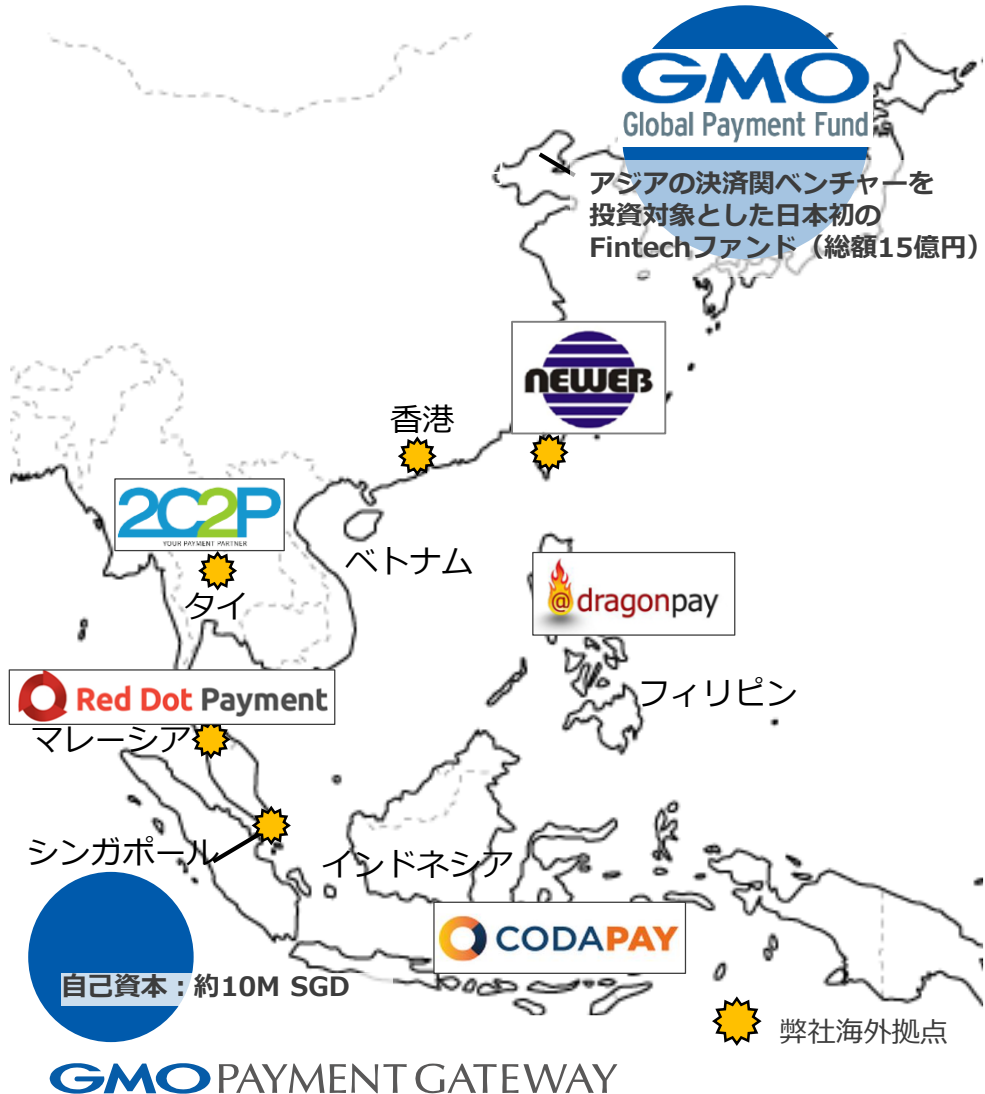 GMO
Global Payment Fund
アジアの決済関ベンチャーを
投資対象とした日本初の
Fintechファンド（総額15億円）
NEWEB
香港
2C2P
YOUR PAYMENT PARTNER
ベトナム
タイ
@dragonpay
Red Dot Payment
フィリピン
マレーシア
シンガポール
インドネシア
CODAPAY
自己資本：約10M SGD
弊社海外拠点
GMO PAYMENT GATEWAY